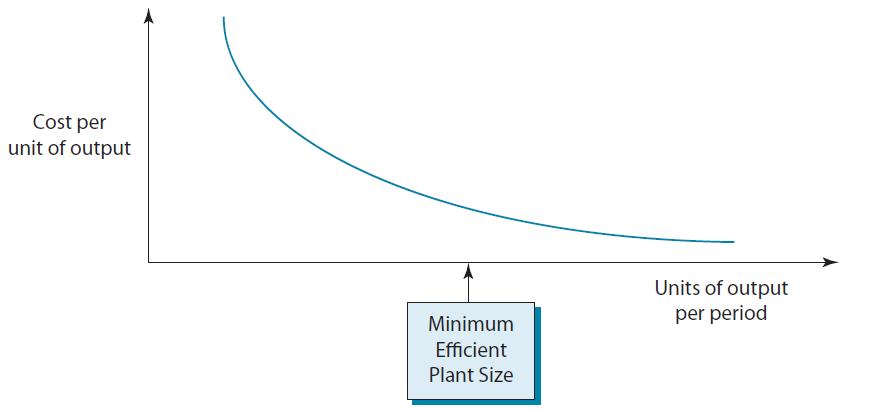 Cost per
unit of output
Units of output
per period
Minimum
Efficient
Plant Size